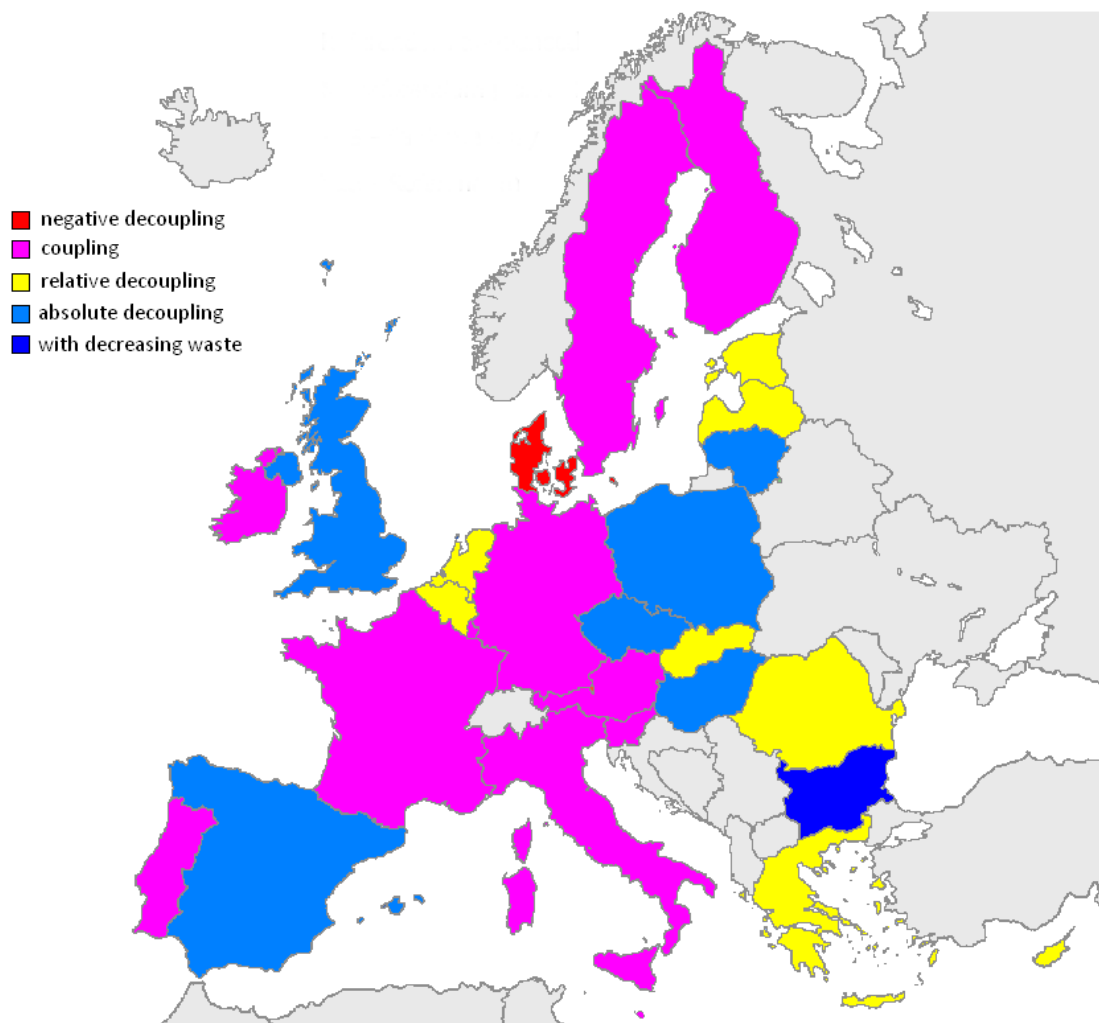 negative decoupling
coupling
relative decoupling
absolute decoupling
with decreasing waste